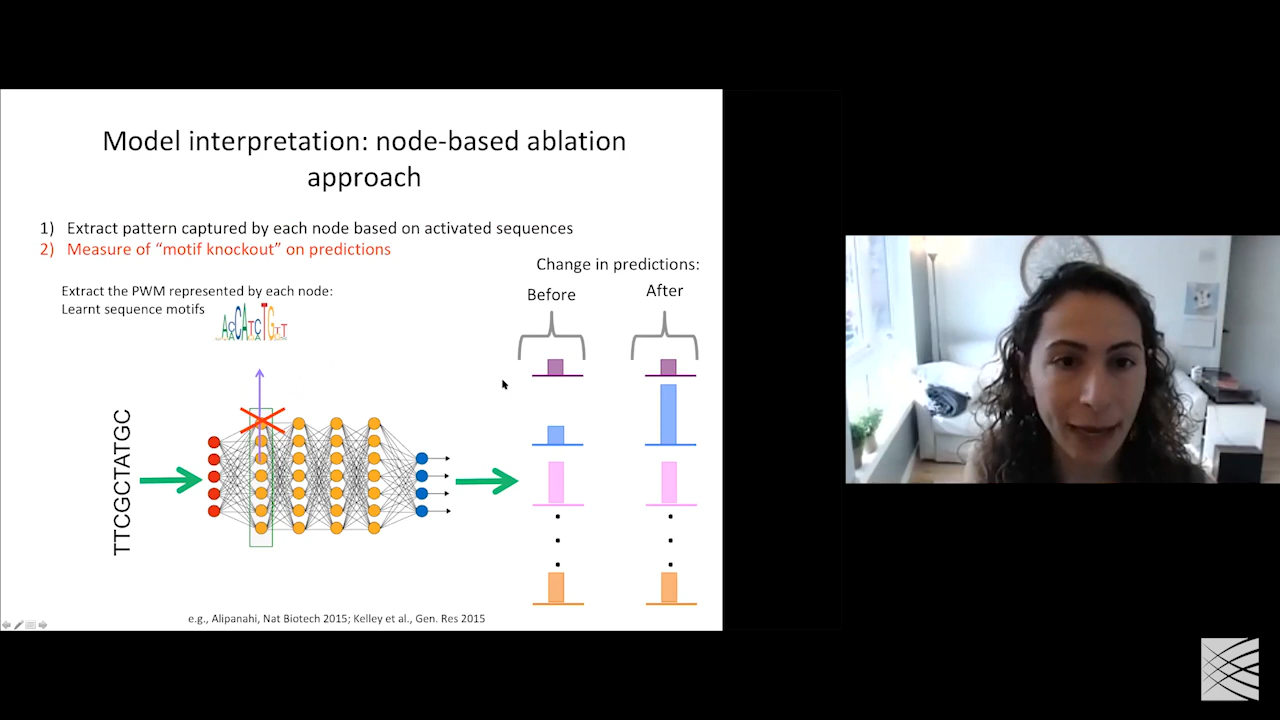 Model interpretation: node-based ablation
approach
1) Extract pattern captured by each node based on activated sequences
2) Measure of “motif knockout” on predictions
Change in predictions:
Extract the PWM represented by each node:
Learnt sequence motifs
Before
After
TTCGCTATGC
e.g., Alipanahi, Nat Biotech 2015; Kelley et al., Gen. Res 2015